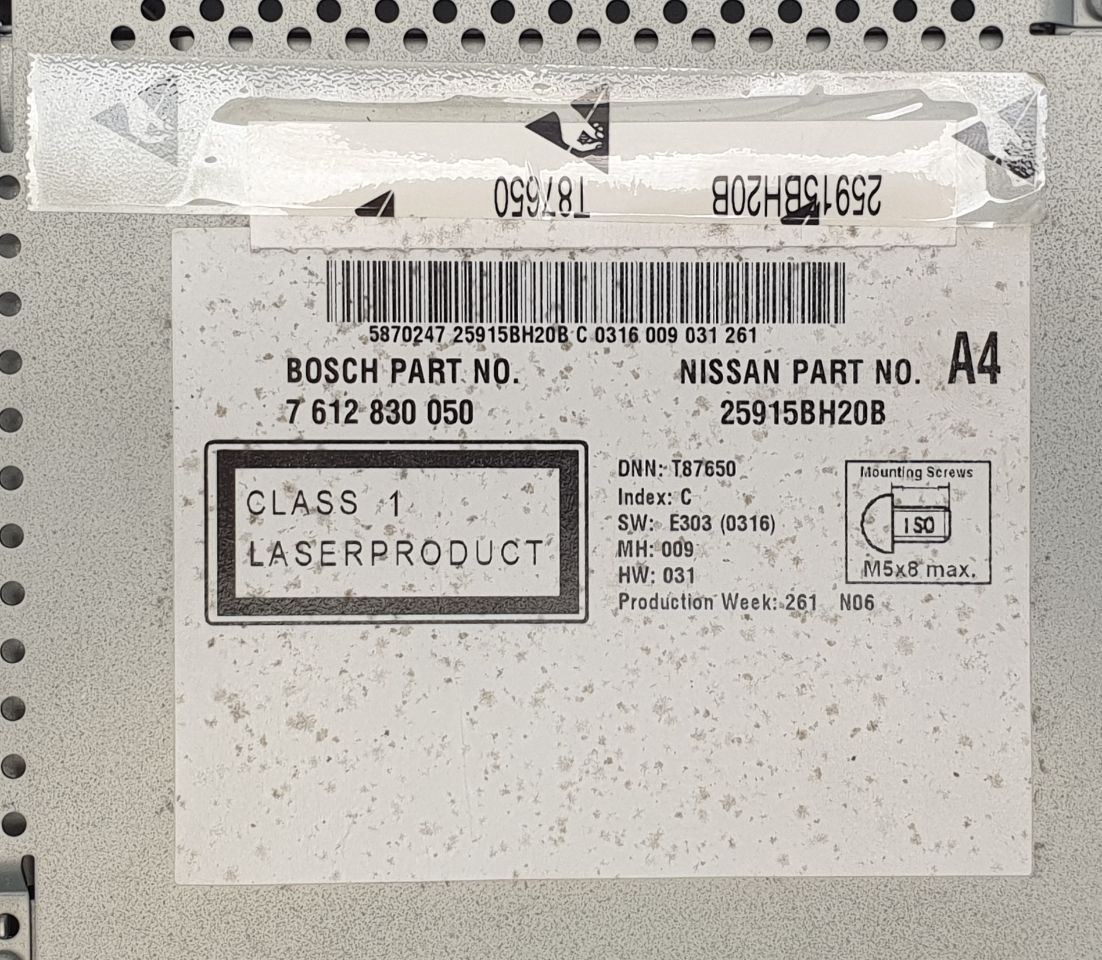 T87650 25915BH20B
5870247 25915BH20B C 0316 009 031 261
BOSCH PART NO. NISSAN PART NO. A4
7 612 830 050 25915BH20B
CLASS 1
LASERPRODUCT
DNN: T87650
Index: C
SW: E303 (0316)
MH: 009
HW: 031
Production Week: 261 N06
Mounting Screws
ISO
M5x8 max.